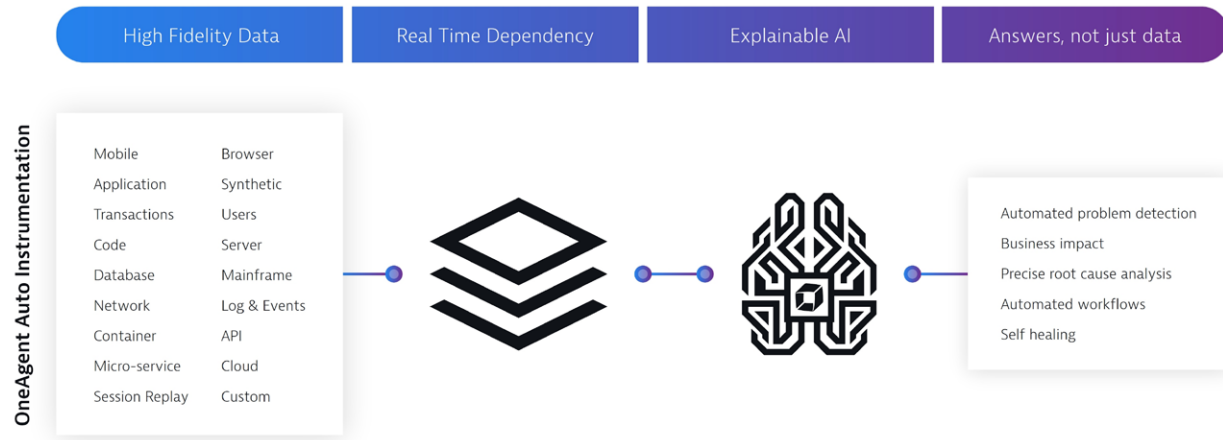 High Fidelity Data
Real Time Dependency
Explainable AI
Answers, not just data
OneAgent Auto Instrumentation
Mobile Browser
Application Synthetic
Transactions Users
Code Server
Database Mainframe
Network Log & Events
Container API
Micro-service Cloud
Session Replay Custom
Automated problem detection
Business impact
Precise root cause analysis
Automated workflows
Self healing